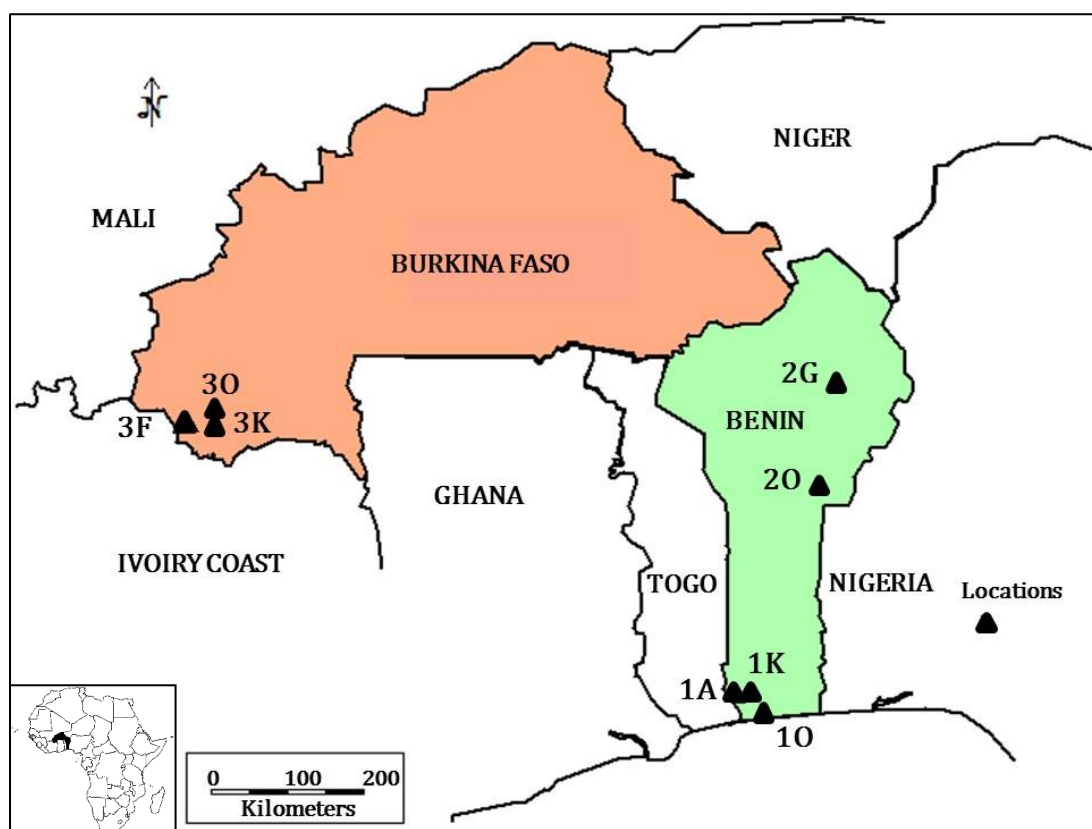 N
NIGER
MALI
BURKINA FASO
2G
3O
BENIN
3F
3K
2O
GHANA
IVOIRY COAST
TOGO
NIGERIA
Locations
1K
1A
1O
0 100 200
Kilometers